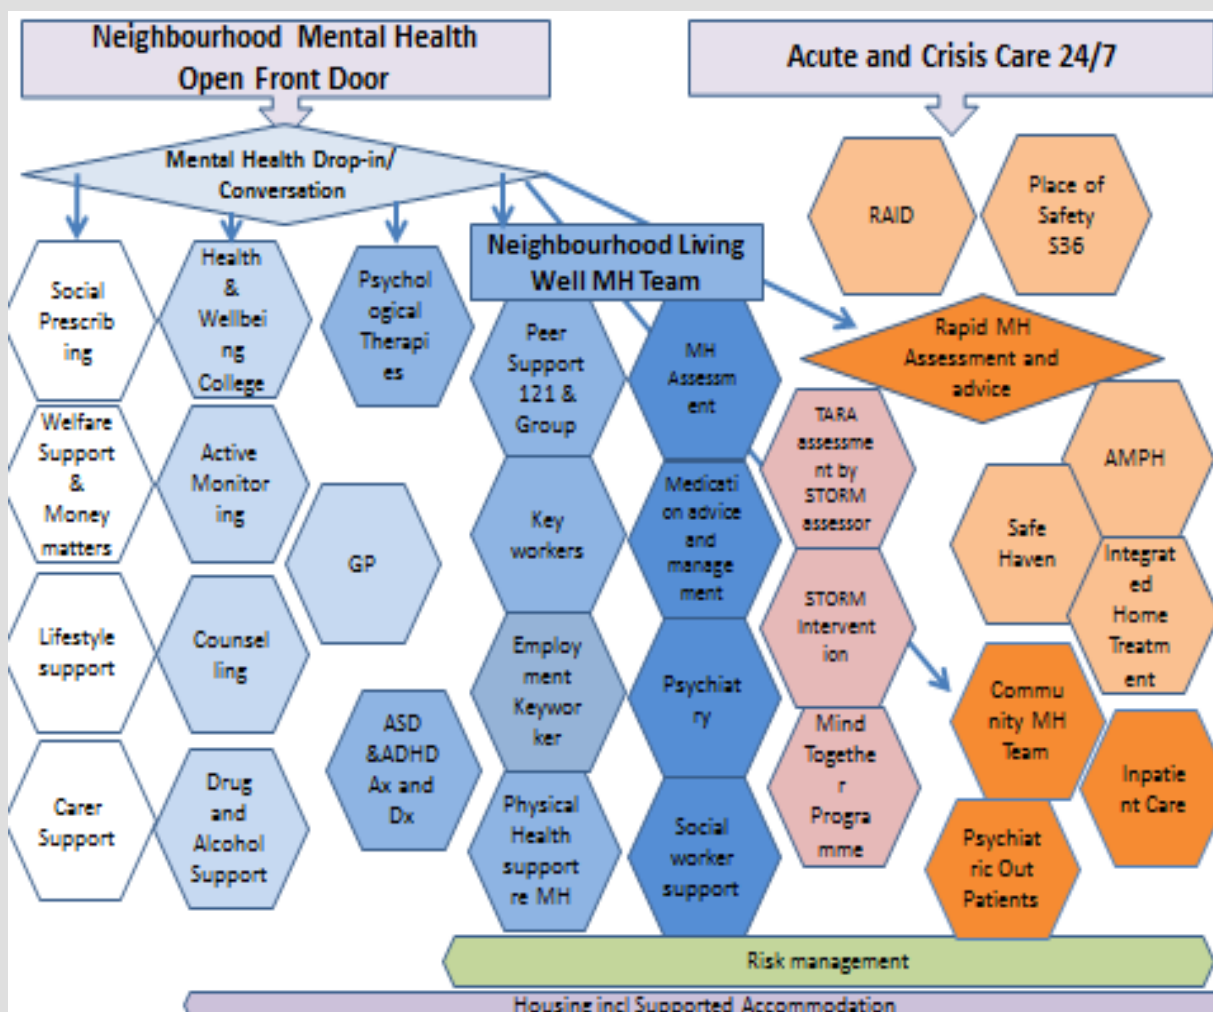 Neighbourhood Mental Health
Open Front Door
Acute and Crisis Care 24/7
Mental Health Drop-in/
Conversation
RAID
Place of
Safety
S36
Social
Prescrib
ing
Health
&
Wellbei
ng
College
Psychol
ogical
Therapi
es
Neighbourhood Living
Well MH Team
Peer
Support
121 &
Group
MH
Assessm
ent
Rapid MH
Assessment and
advice
Welfare
Support
&
Money
matters
Active
Monitor
ing
GP
Key
workers
Medicati
on advice
and
manage
ment
TARA
assessme
nt by
STORM
assessor
AMPH
Safe
Haven
Integrat
ed
Home
Treatm
ent
Lifestyle
support
Counsel
ling
Employ
ment
Keywor
ker
Psychiat
ry
STORM
Intervent
ion
Commu
nity MH
Team
Carer
Support
Drug
and
Alcohol
Support
ASD
&ADHD
Ax and
Dx
Physical
Health
support
re MH
Social
worker
support
Mind
Togethe
r
Progra
mme
Inpatie
nt Care
Psychiat
ric Out
Patients
Risk management
Housing incl Supported Accommodation